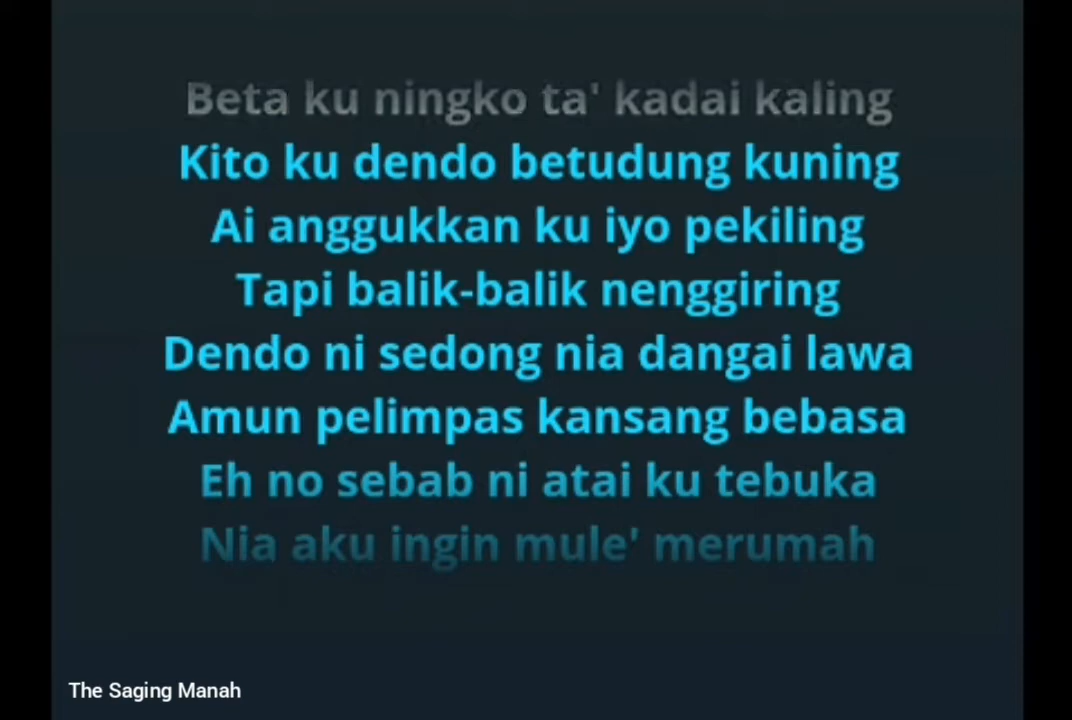 Beta ku ningko ta' kadai kaling
Kito ku dendo betudung kuning
Ai anggukkan ku iyo pekiling
Tapi balik-balik nenggiring
Dendo ni sedong nia dangai lawa
Amun pelimpas kansang bebasa
Eh no sebab ni atai ku tebuka
Nia aku ingin mule' merumah
The Saging Manah